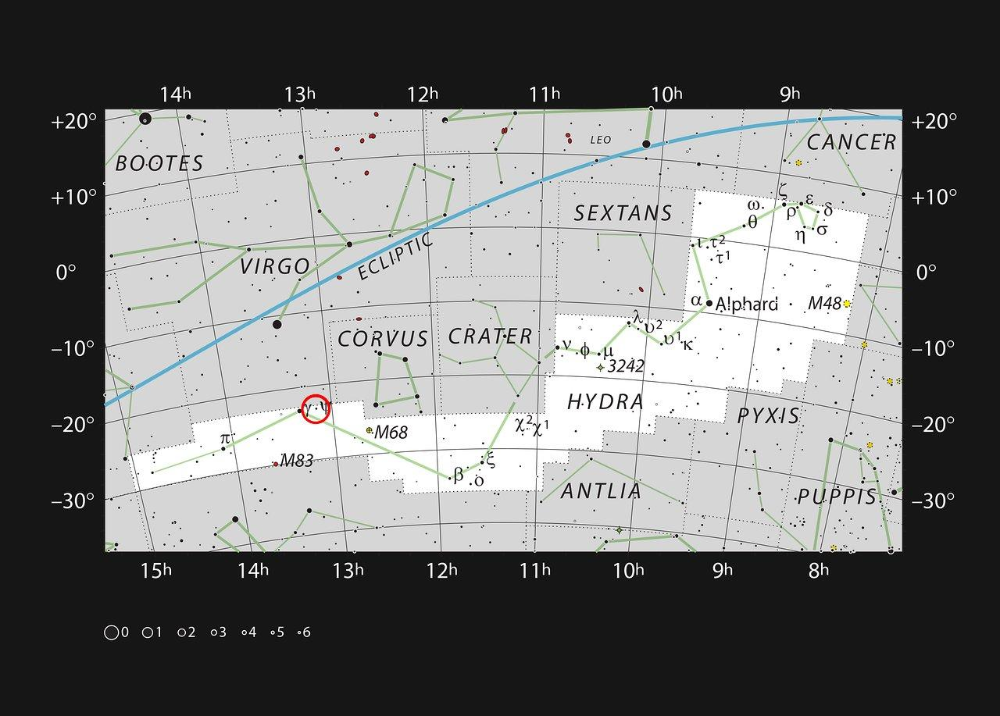 14h 13h 12h 11h 10h 9h
+20° +20°
LEO
CANCER
BOOTES
+10° +10°
ζ ε
ω ρ δ
SEXTANS
θ η σ
ι τ²
τ¹
ECLIPTIC
VIRGO
0° 0°
α Alphard M48
λ υ²
CORVUS CRATER
ν ϕ μ υ¹ κ
-10° -10°
3242
HYDRA
γ ψ
PYXIS
-20° -20°
χ² χ¹
M68
π
M83
β ο ξ
ANTLIA
PUPPIS
-30° -30°
15h 14h 13h 12h 11h 10h 9h 8h
0 1 2 3 4 5 6